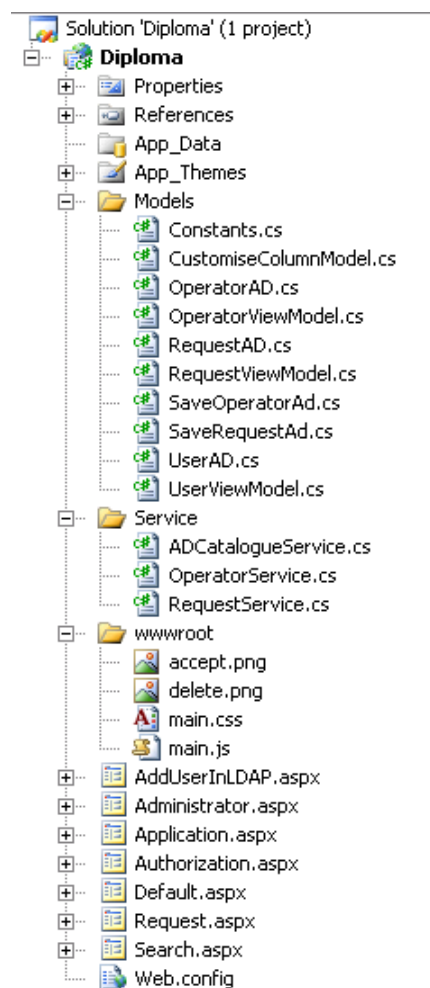 Solution 'Diploma' (1 project)
Diploma
Properties
References
App_Data
App_Themes
Models
Constants.cs
CustomiseColumnModel.cs
OperatorAD.cs
OperatorViewModel.cs
RequestAD.cs
RequestViewModel.cs
SaveOperatorAd.cs
SaveRequestAd.cs
UserAD.cs
UserViewModel.cs
Service
ADCatalogueService.cs
OperatorService.cs
RequestService.cs
wwwroot
accept.png
delete.png
main.css
main.js
AddUserInLDAP.aspx
Administrator.aspx
Application.aspx
Authorization.aspx
Default.aspx
Request.aspx
Search.aspx
Web.config